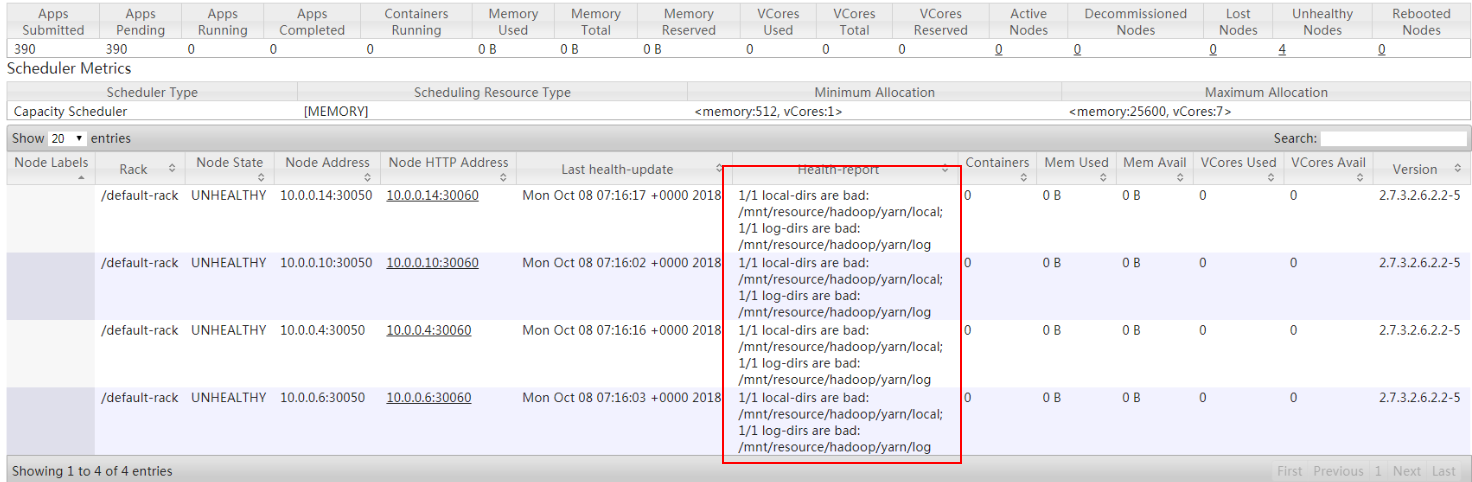 Apps Submitted Apps Pending Apps Running Apps Completed Containers Running Memory Used Memory Total Memory Reserved VCores Used VCores Total VCores Reserved Active Nodes Decommissioned Nodes Lost Nodes Unhealthy Nodes Rebooted Nodes
390 390 0 0 0 0 B 0 B 0 B 0 0 0 0 0 0 4 0
Scheduler Metrics
Scheduler Type Scheduling Resource Type Minimum Allocation Maximum Allocation
Capacity Scheduler [MEMORY] <memory:512, vCores:1> <memory:25600, vCores:7>
Show 20 entries Search:
Node Labels Rack Node State Node Address Node HTTP Address Last health-update Health-report Containers Mem Used Mem Avail VCores Used VCores Avail Version
/default-rack UNHEALTHY 10.0.0.14:30050 10.0.0.14:30060 Mon Oct 08 07:16:17 +0000 2018 1/1 local-dirs are bad: 0 0 B 0 B 0 0 2.7.3.2.6.2.2-5
/mnt/resource/hadoop/yarn/local;
1/1 log-dirs are bad:
/mnt/resource/hadoop/yarn/log
/default-rack UNHEALTHY 10.0.0.10:30050 10.0.0.10:30060 Mon Oct 08 07:16:02 +0000 2018 1/1 local-dirs are bad: 0 0 B 0 B 0 0 2.7.3.2.6.2.2-5
/mnt/resource/hadoop/yarn/local;
1/1 log-dirs are bad:
/mnt/resource/hadoop/yarn/log
/default-rack UNHEALTHY 10.0.0.4:30050 10.0.0.4:30060 Mon Oct 08 07:16:16 +0000 2018 1/1 local-dirs are bad: 0 0 B 0 B 0 0 2.7.3.2.6.2.2-5
/mnt/resource/hadoop/yarn/local;
1/1 log-dirs are bad:
/mnt/resource/hadoop/yarn/log
/default-rack UNHEALTHY 10.0.0.6:30050 10.0.0.6:30060 Mon Oct 08 07:16:03 +0000 2018 1/1 local-dirs are bad: 0 0 B 0 B 0 0 2.7.3.2.6.2.2-5
/mnt/resource/hadoop/yarn/local;
1/1 log-dirs are bad:
/mnt/resource/hadoop/yarn/log
Showing 1 to 4 of 4 entries First Previous 1 Next Last